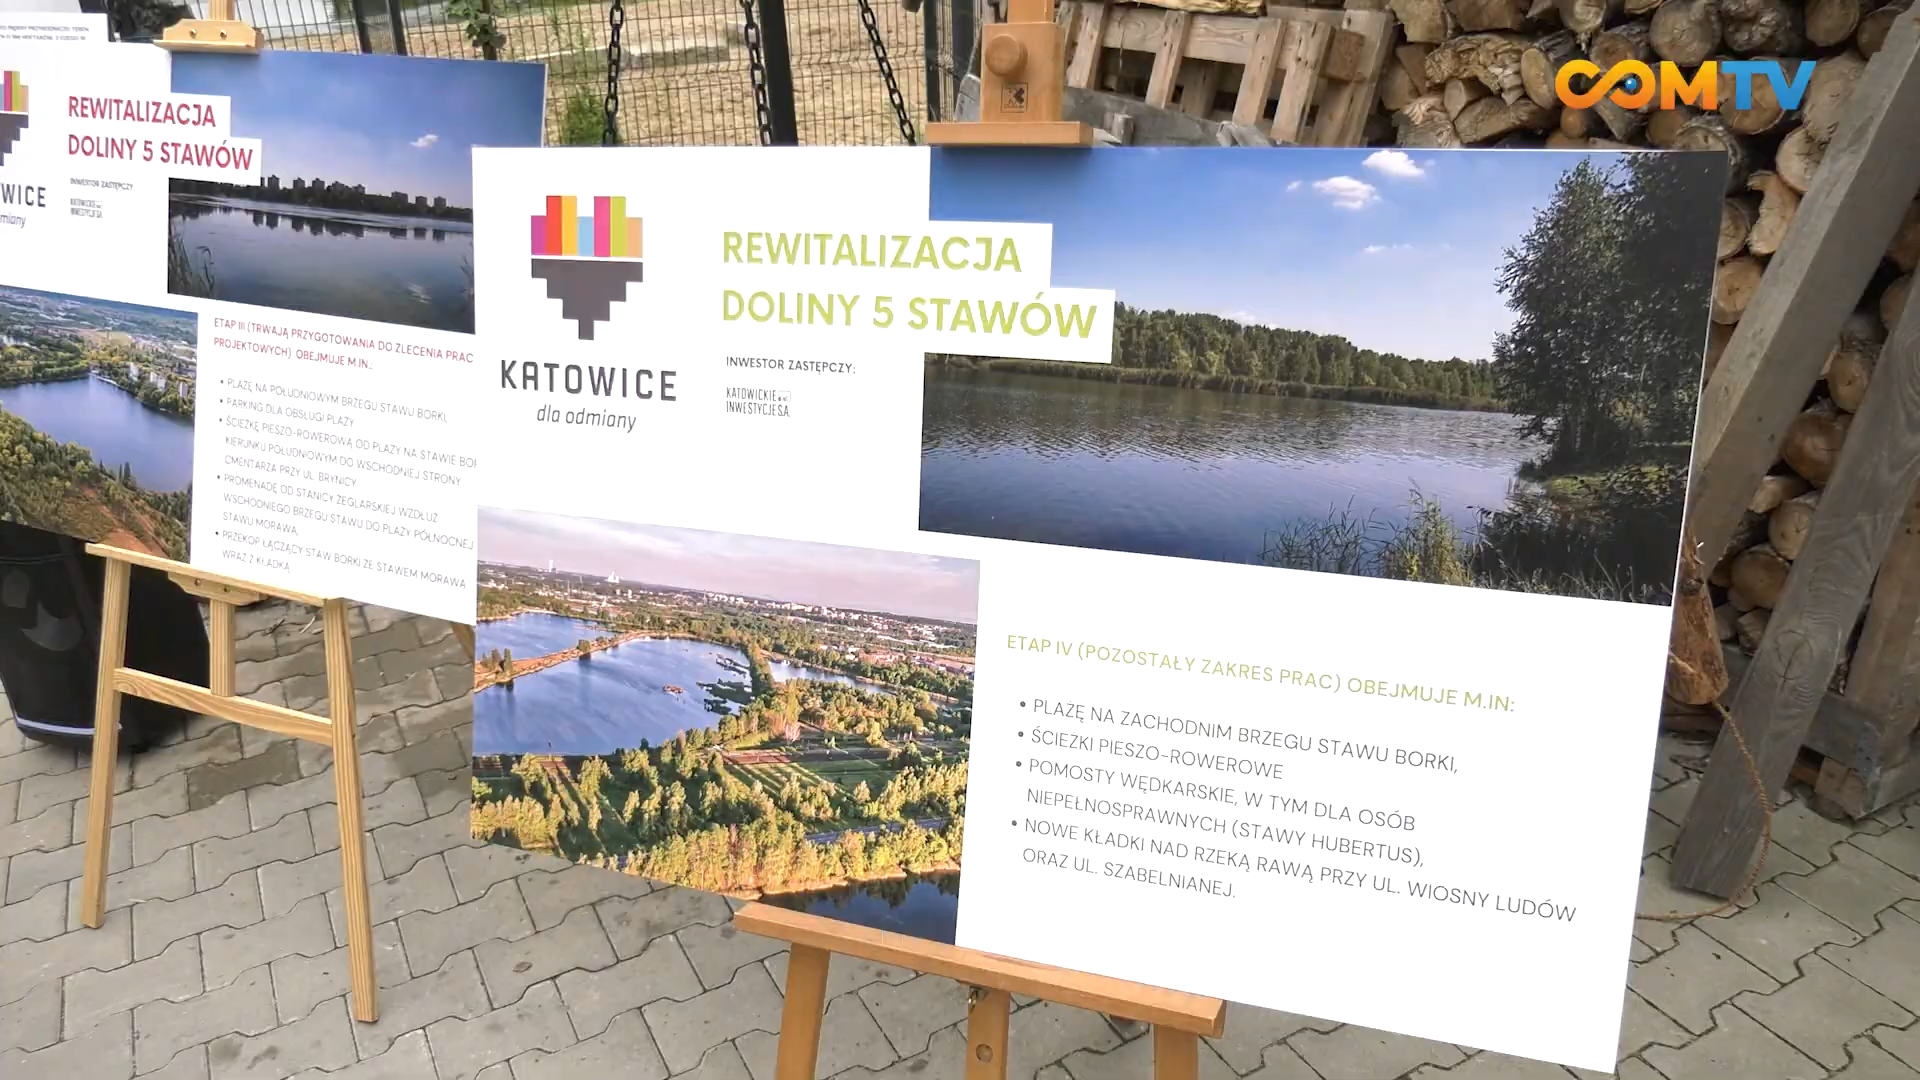 COMTV
REWITALIZACJA
DOLINY 5 STAWÓW
INWESTOR ZASTĘPCZY
KATOWICKIE
INWESTYCJE S.A.
WICE
miany
ETAP III (TRWAJĄ PRZYGOTOWANIA DO ZLECENIA PRAC
PROJEKTOWYCH) OBEJMUJE M.IN.:
• PLAŻĘ NA POŁUDNIOWYM BRZEGU STAWU BORKI,
• PARKING DLA OBSŁUGI PLAŻY
• ŚCIEŻKĘ PIESZO-ROWEROWĄ OD PLAŻY NA STAWIE BOR
KIERUNKU POŁUDNIOWYM DO WSCHODNIEJ STRONY
CMENTARZA PRZY UL. BRYNICY
• PROMENADĘ OD STANICY ŻEGLARSKIEJ WZDŁUŻ
WSCHODNIEGO BRZEGU STAWU DO PLAŻY PÓŁNOCNEJ
STAWU MORAWA,
• PRZEKOP ŁĄCZĄCY STAW BORKI ZE STAWEM MORAWA
WRAZ Z KŁADKĄ
KATOWICE
dla odmiany
REWITALIZACJA
DOLINY 5 STAWÓW
INWESTOR ZASTĘPCZY:
KATOWICKIE
INWESTYCJE S.A.
ETAP IV (POZOSTAŁY ZAKRES PRAC) OBEJMUJE M.IN:
• PLAŻĘ NA ZACHODNIM BRZEGU STAWU BORKI,
• ŚCIEZKI PIESZO-ROWEROWE
• POMOSTY WĘDKARSKIE, W TYM DLA OSÓB
NIEPEŁNOSPRAWNYCH (STAWY HUBERTUS),
• NOWE KŁADKI NAD RZEKĄ RAWĄ PRZY UL. WIOSNY LUDÓW
ORAZ UL. SZABELNIANEJ.